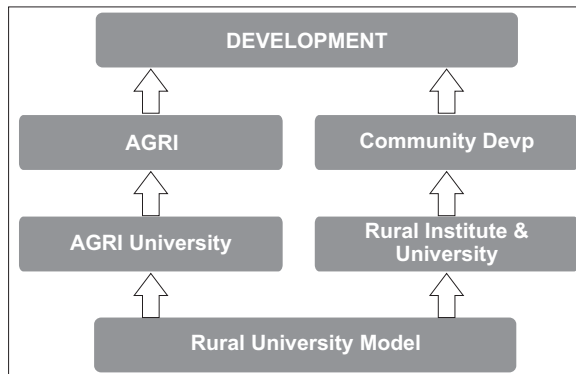 DEVELOPMENT
AGRI
Community Devp
AGRI University
Rural Institute &
University
Rural University Model